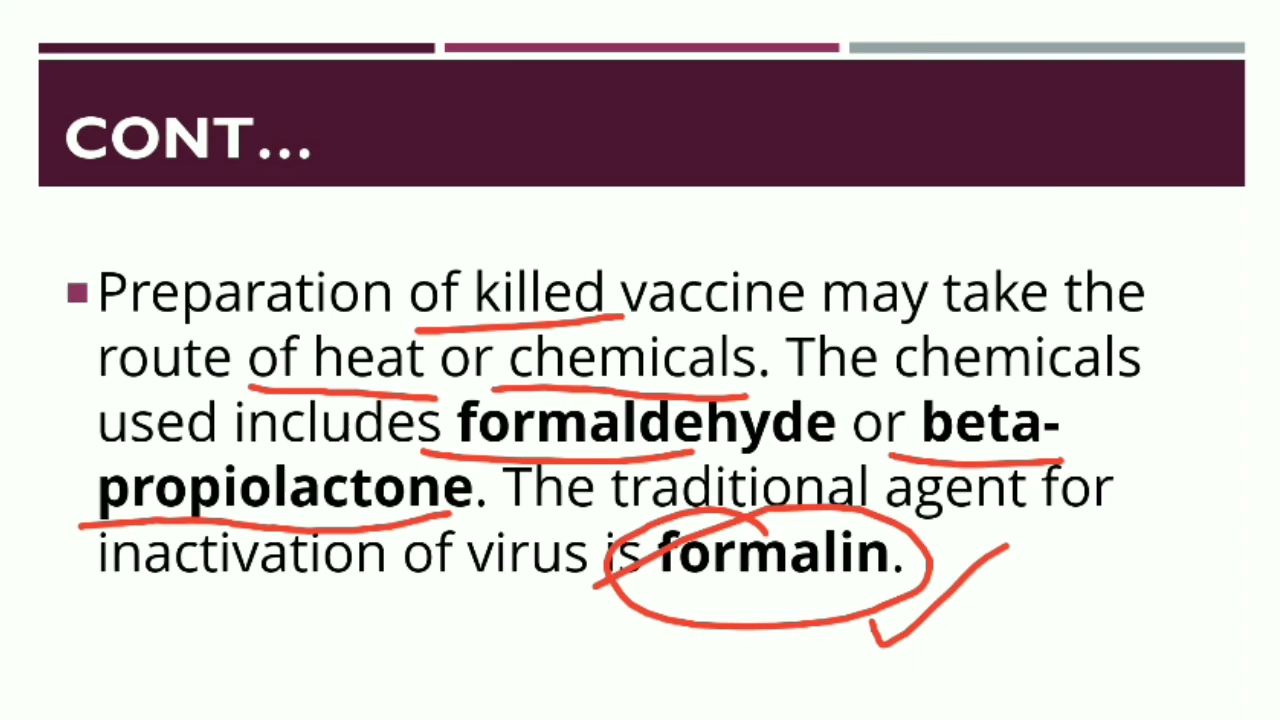 CONT...
Preparation of killed vaccine may take the
route of heat or chemicals. The chemicals
used includes formaldehyde or beta-
propiolactone. The traditional agent for
inactivation of virus is formalin.